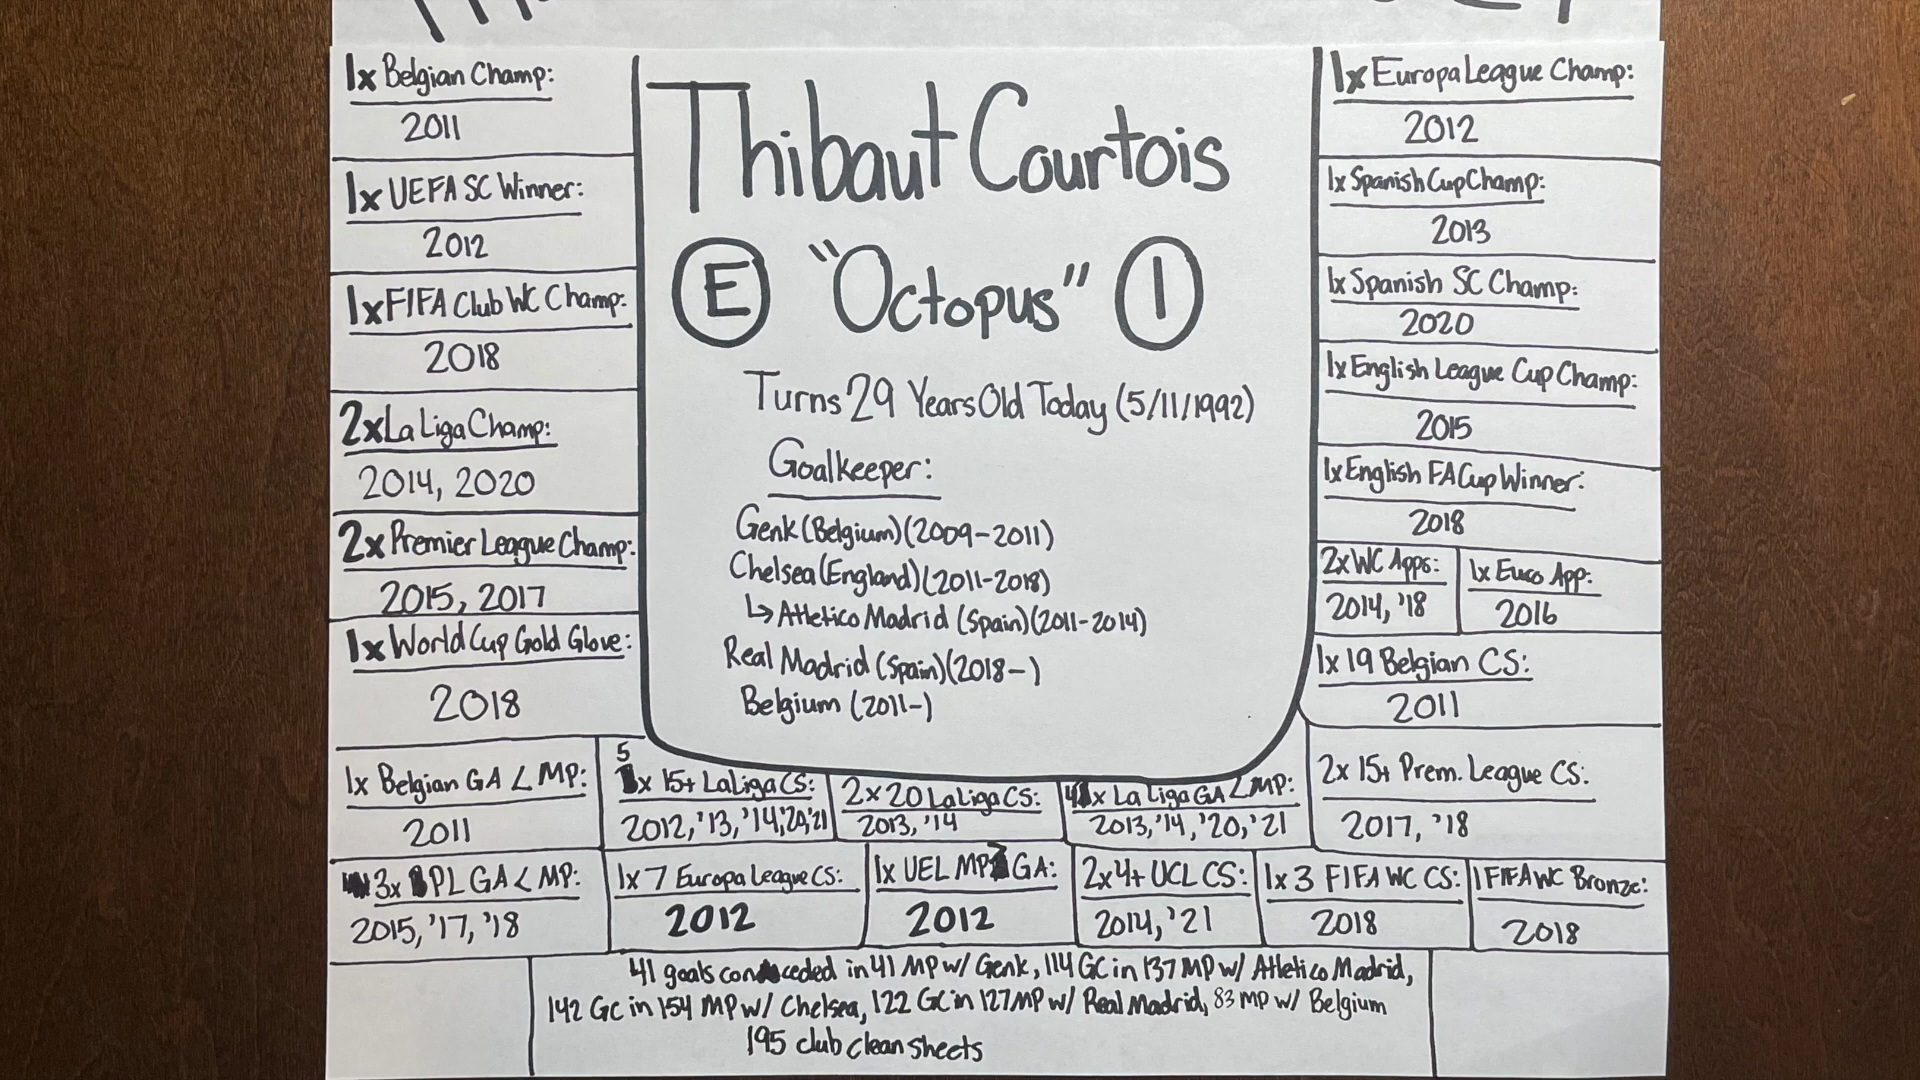 1x Belgian Champ:
2011
1x UEFA SC Winner:
2012
1x FIFA Club WC Champ:
2018
2x La Liga Champ:
2014, 2020
2x Premier League Champ:
2015, 2017
1x World Cup Gold Glove:
2018
Thibaut Courtois
E "Octopus" 1
Turns 29 Years Old Today (5/11/1992)
Goalkeeper:
Genk (Belgium) (2009-2011)
Chelsea (England) (2011-2018)
↳ Atletico Madrid (Spain) (2011-2014)
Real Madrid (Spain) (2018-)
Belgium (2011-)
1x Europa League Champ:
2012
1x Spanish Cup Champ:
2013
1x Spanish SC Champ:
2020
1x English League Cup Champ:
2015
1x English FA Cup Winner:
2018
2x WC Apps:
2014, '18
1x Euro App:
2016
1x 19 Belgian CS:
2011
1x Belgian GA < MP:
2011
5x 15+ LaLiga CS:
2012, '13, '14, '20, '21
2x 20 LaLiga CS:
2013, '14
4x La Liga GA < MP:
2013, '14, '20, '21
2x 15+ Prem. League CS:
2017, '18
3x PL GA < MP:
2015, '17, '18
1x 7 Europa League CS:
2012
1x UEL MP GA:
2012
2x 4+ UCL CS:
2014, '21
1x 3 FIFA WC CS:
2018
1 FIFA WC Bronze:
2018
41 goals conceded in 41 MP w/ Genk, 114 GC in 137 MP w/ Atletico Madrid,
142 GC in 154 MP w/ Chelsea, 122 GC in 127 MP w/ Real Madrid, 83 MP w/ Belgium
195 club clean sheets